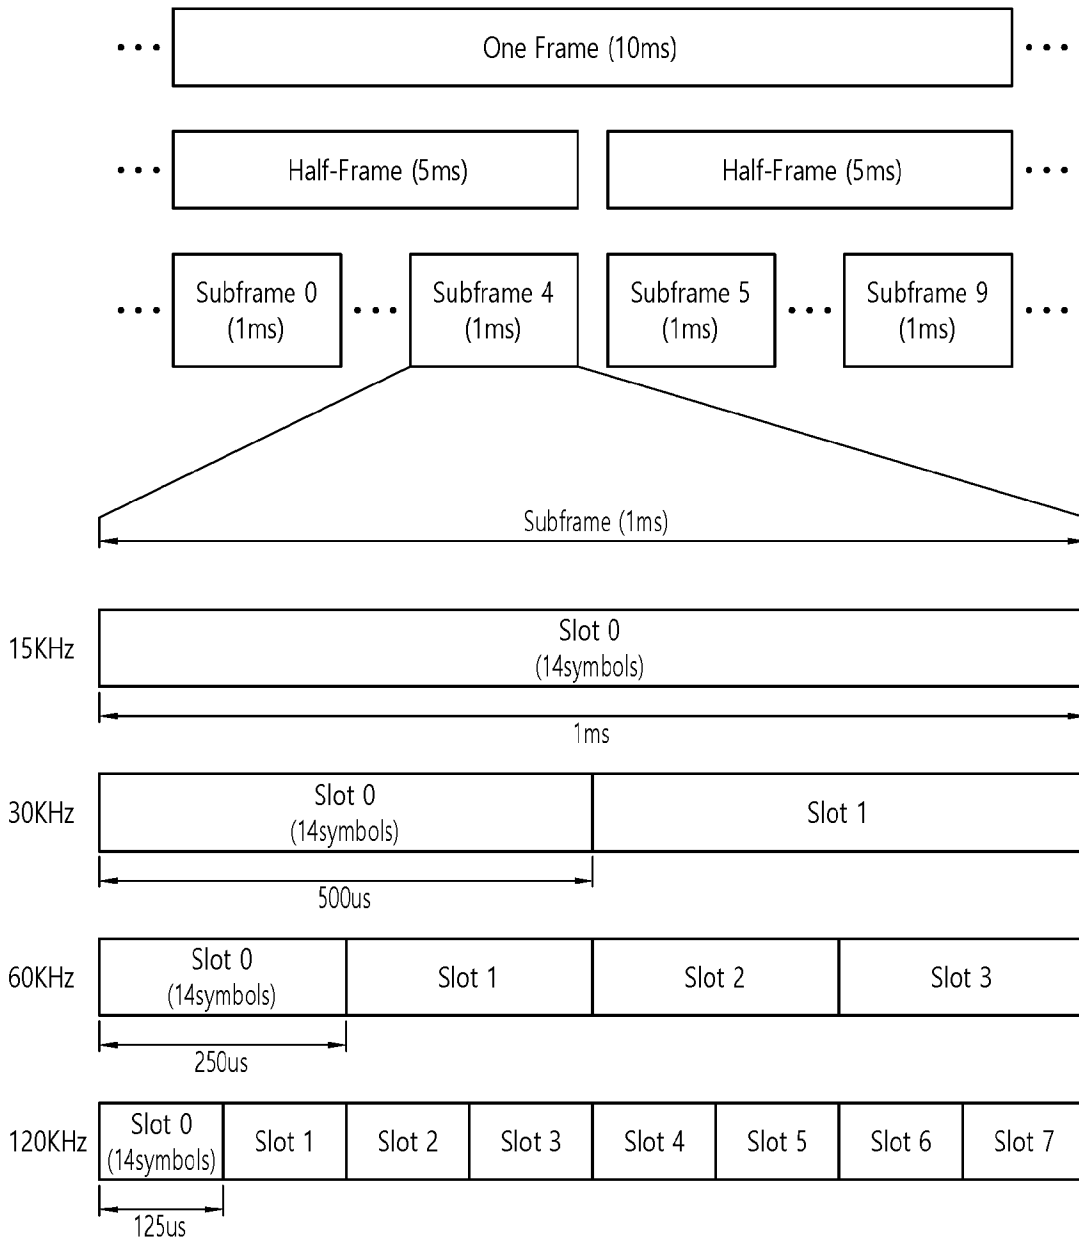 One Frame (10ms)
Half-Frame (5ms)
Half-Frame (5ms)
Subframe 0
(1ms)
Subframe 4
(1ms)
Subframe 5
(1ms)
Subframe 9
(1ms)
Subframe (1ms)
15KHz
Slot 0
(14symbols)
1ms
30KHz
Slot 0
(14symbols)
Slot 1
500us
60KHz
Slot 0
(14symbols)
Slot 1
Slot 2
Slot 3
250us
120KHz
Slot 0
(14symbols)
Slot 1
Slot 2
Slot 3
Slot 4
Slot 5
Slot 6
Slot 7
125us